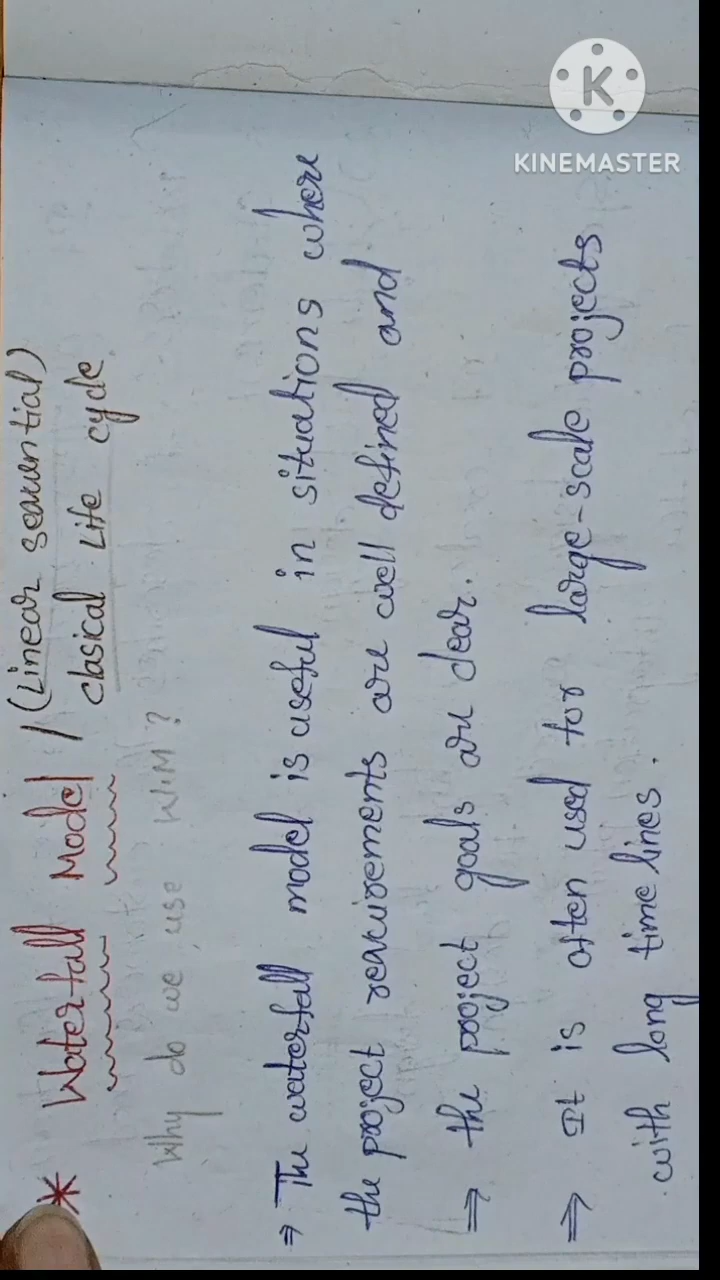 * Waterfall Model / (Linear sequential)
clasical Life cycle
Why do we use W.M ?
⇒ The waterfall model is useful in situations where
the project requirements are well defined and
⇒ the project goals are clear.
⇒ It is often used for large-scale projects
with long time lines.
K
KINEMASTER